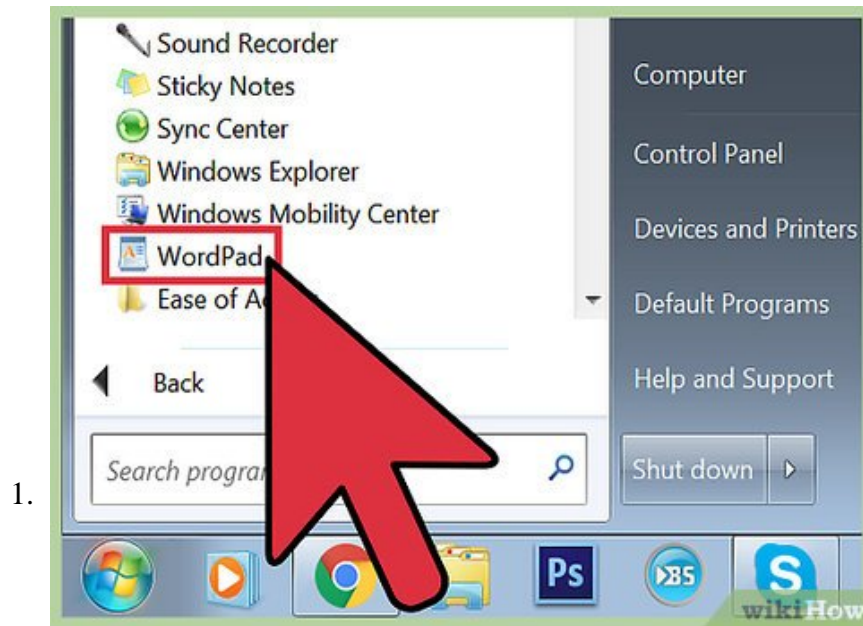 Sound Recorder
Sticky Notes
Sync Center
Windows Explorer
Windows Mobility Center
WordPad
Ease of
Back
Search
Computer
Control Panel
Devices and Printers
Default Programs
Help and Support
Shut down
1.
Ps
BS
S
wikiHow